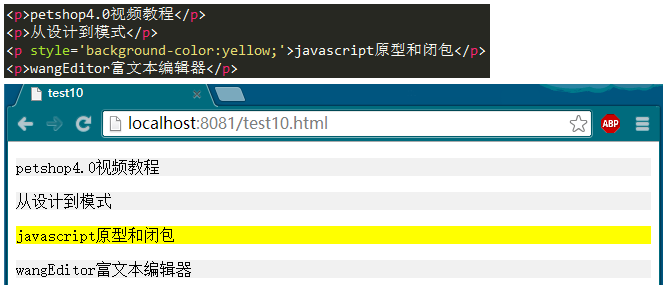 <p>petshop4.0视频教程</p>
<p>从设计到模式</p>
<p style='background-color:yellow;'>javascript原型和闭包</p>
<p>wangEditor富文本编辑器</p>
test10
localhost:8081/test10.html
ABP
petshop4.0视频教程
从设计到模式
javascript原型和闭包
wangEditor富文本编辑器